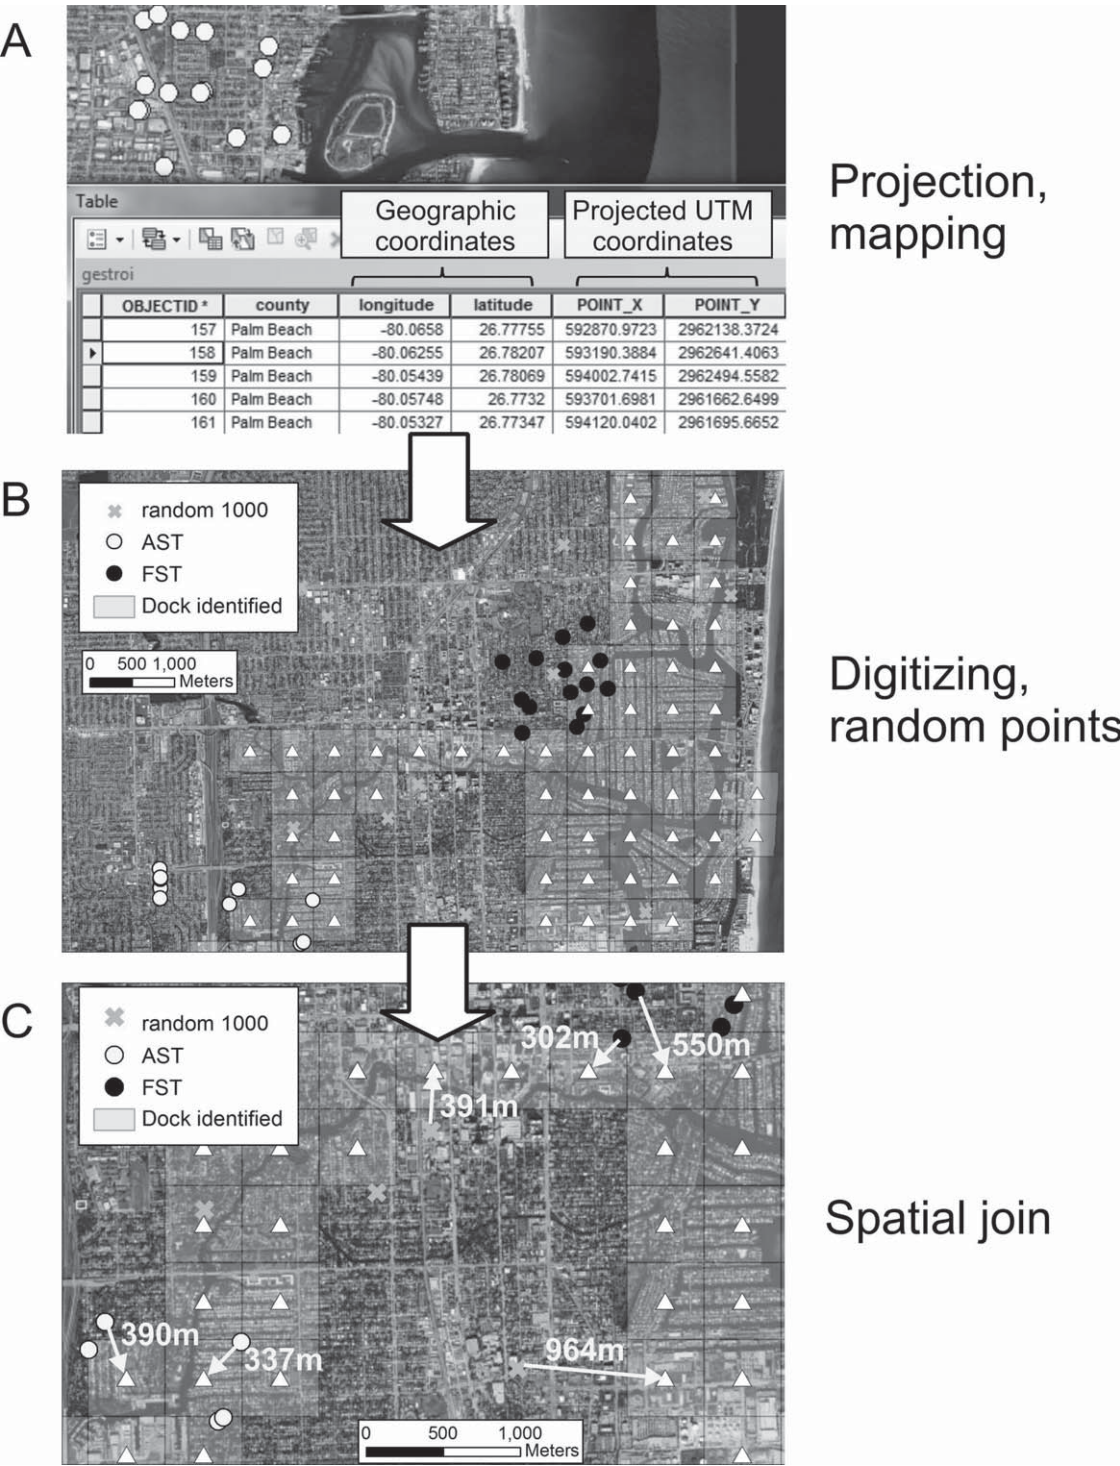 A
Projection,
mapping
Table
Geographic
coordinates
Projected UTM
coordinates
gestroi
OBJECTID * county longitude latitude POINT_X POINT_Y
157 Palm Beach -80.0658 26.77755 592870.9723 2962138.3724
158 Palm Beach -80.06255 26.78207 593190.3884 2962641.4063
159 Palm Beach -80.05439 26.78069 594002.7415 2962494.5582
160 Palm Beach -80.05748 26.7732 593701.6981 2961662.6499
161 Palm Beach -80.05327 26.77347 594120.0402 2961695.6652
B
random 1000
AST
FST
Dock identified
0 500 1,000
Meters
Digitizing,
random points
C
random 1000
AST
FST
Dock identified
302m
550m
391m
Spatial join
390m
337m
964m
0 500 1,000
Meters